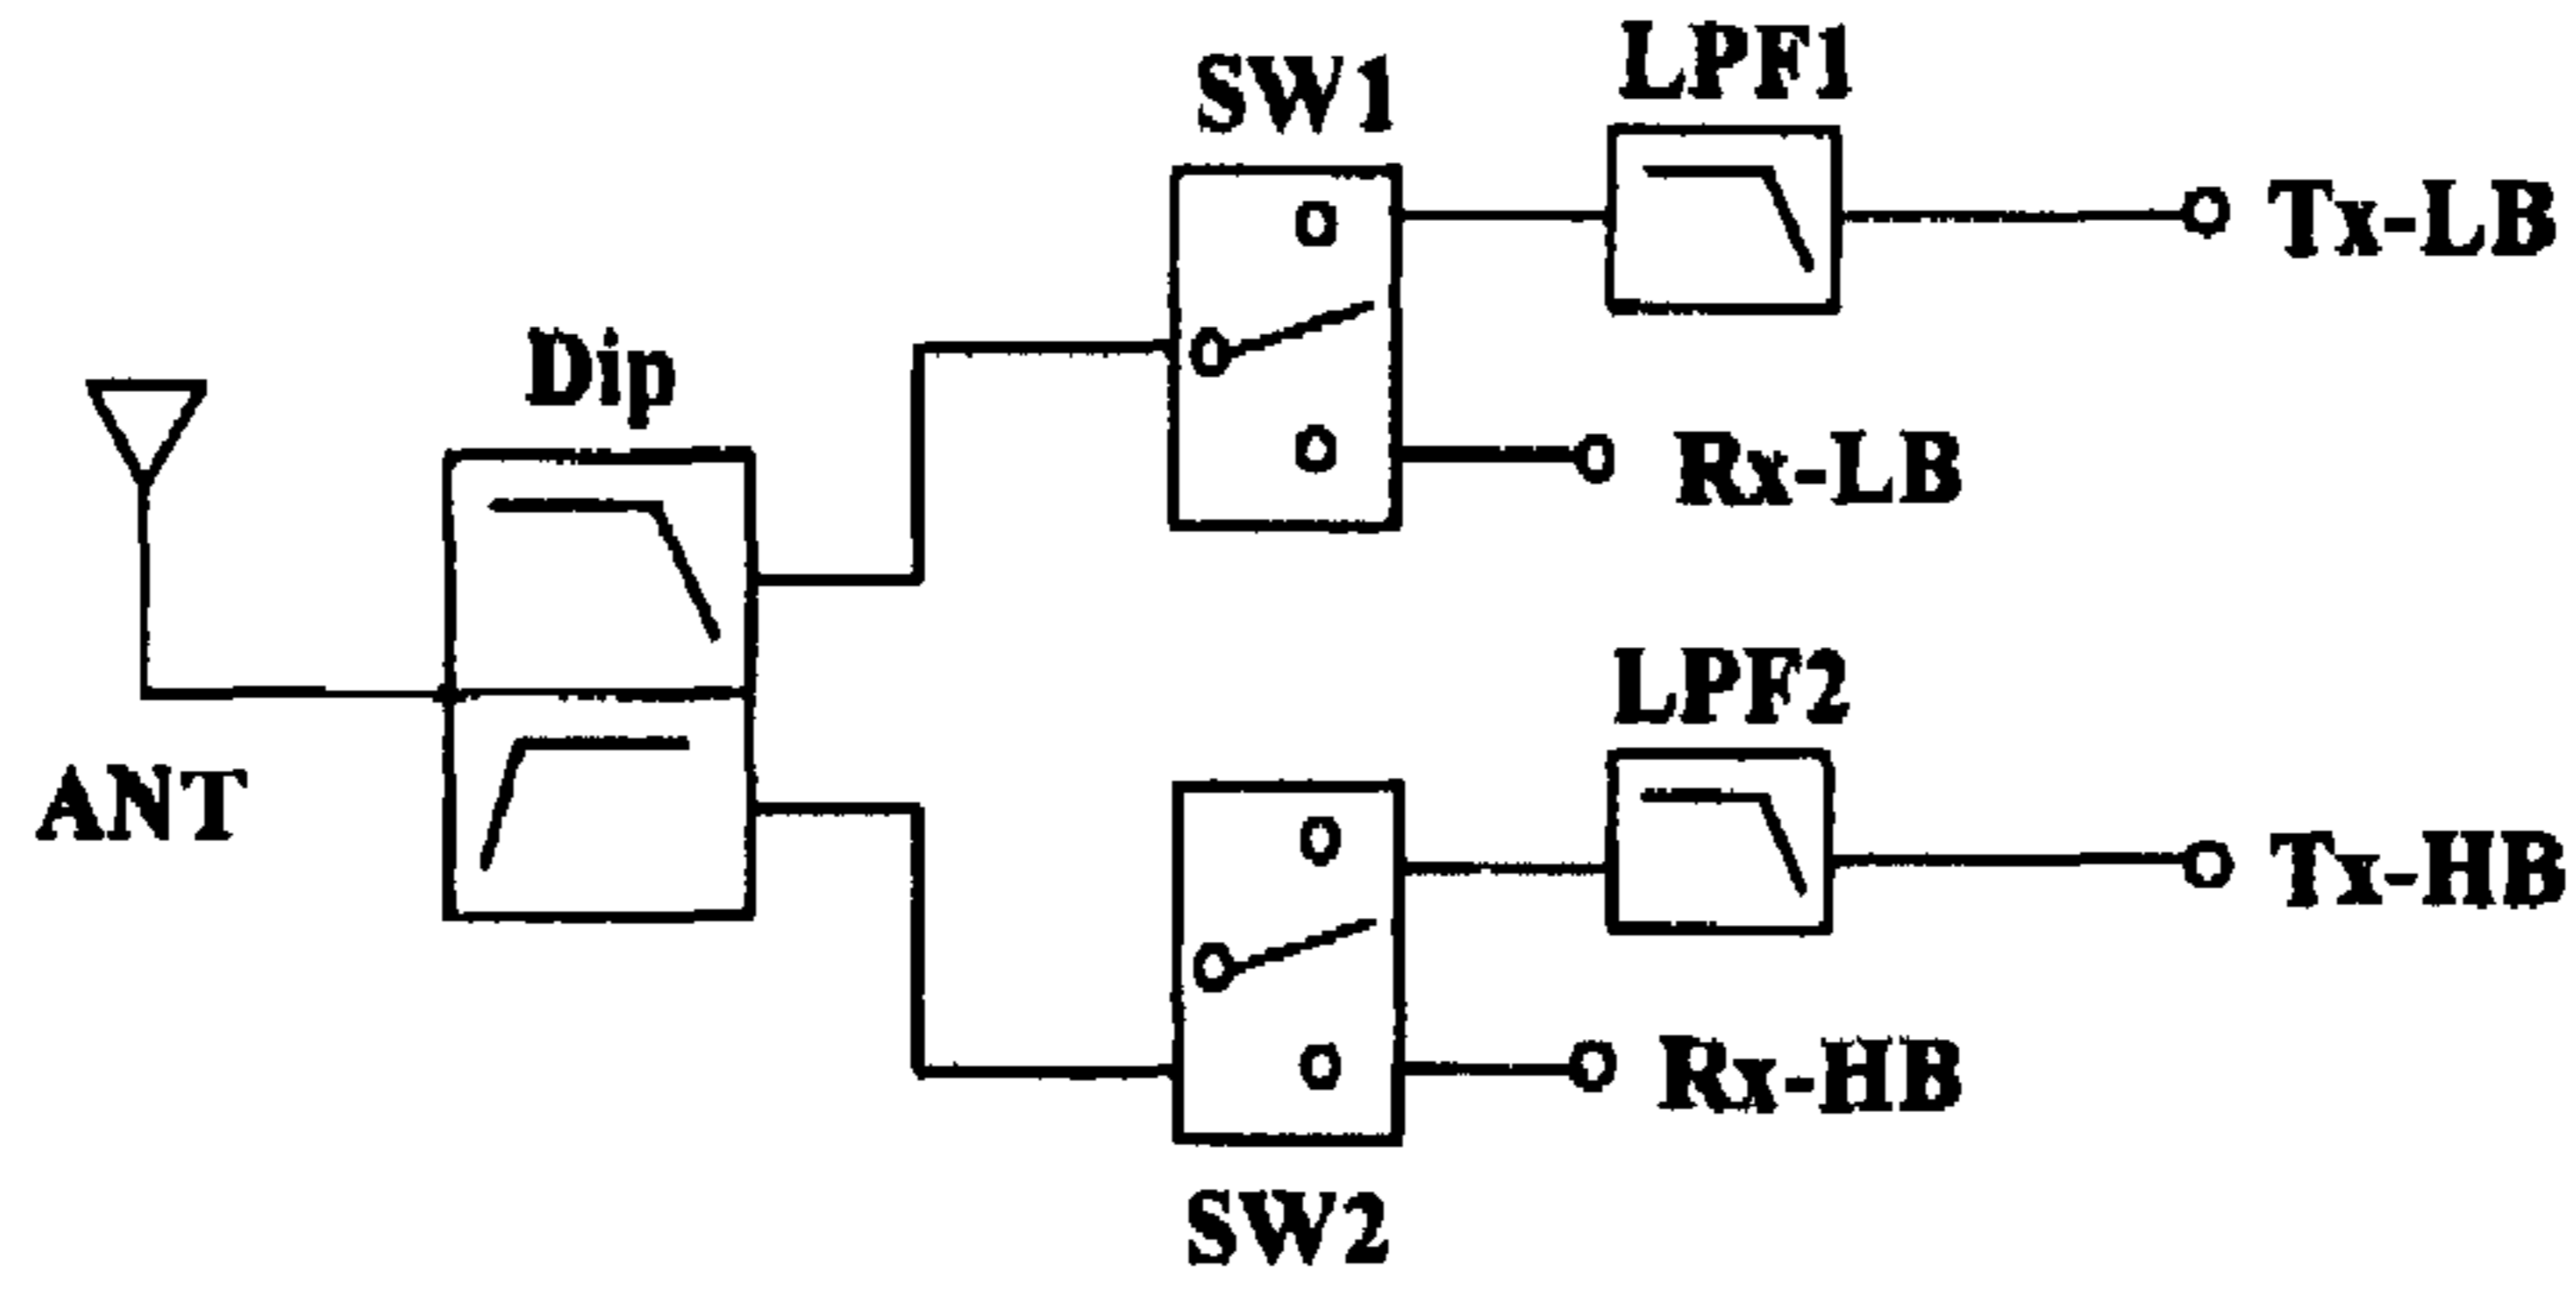 LPF1
SW1
Tx-LB
Dip
Rx-LB
LPF2
ANT
Tx-HB
Rx-HB
SW2